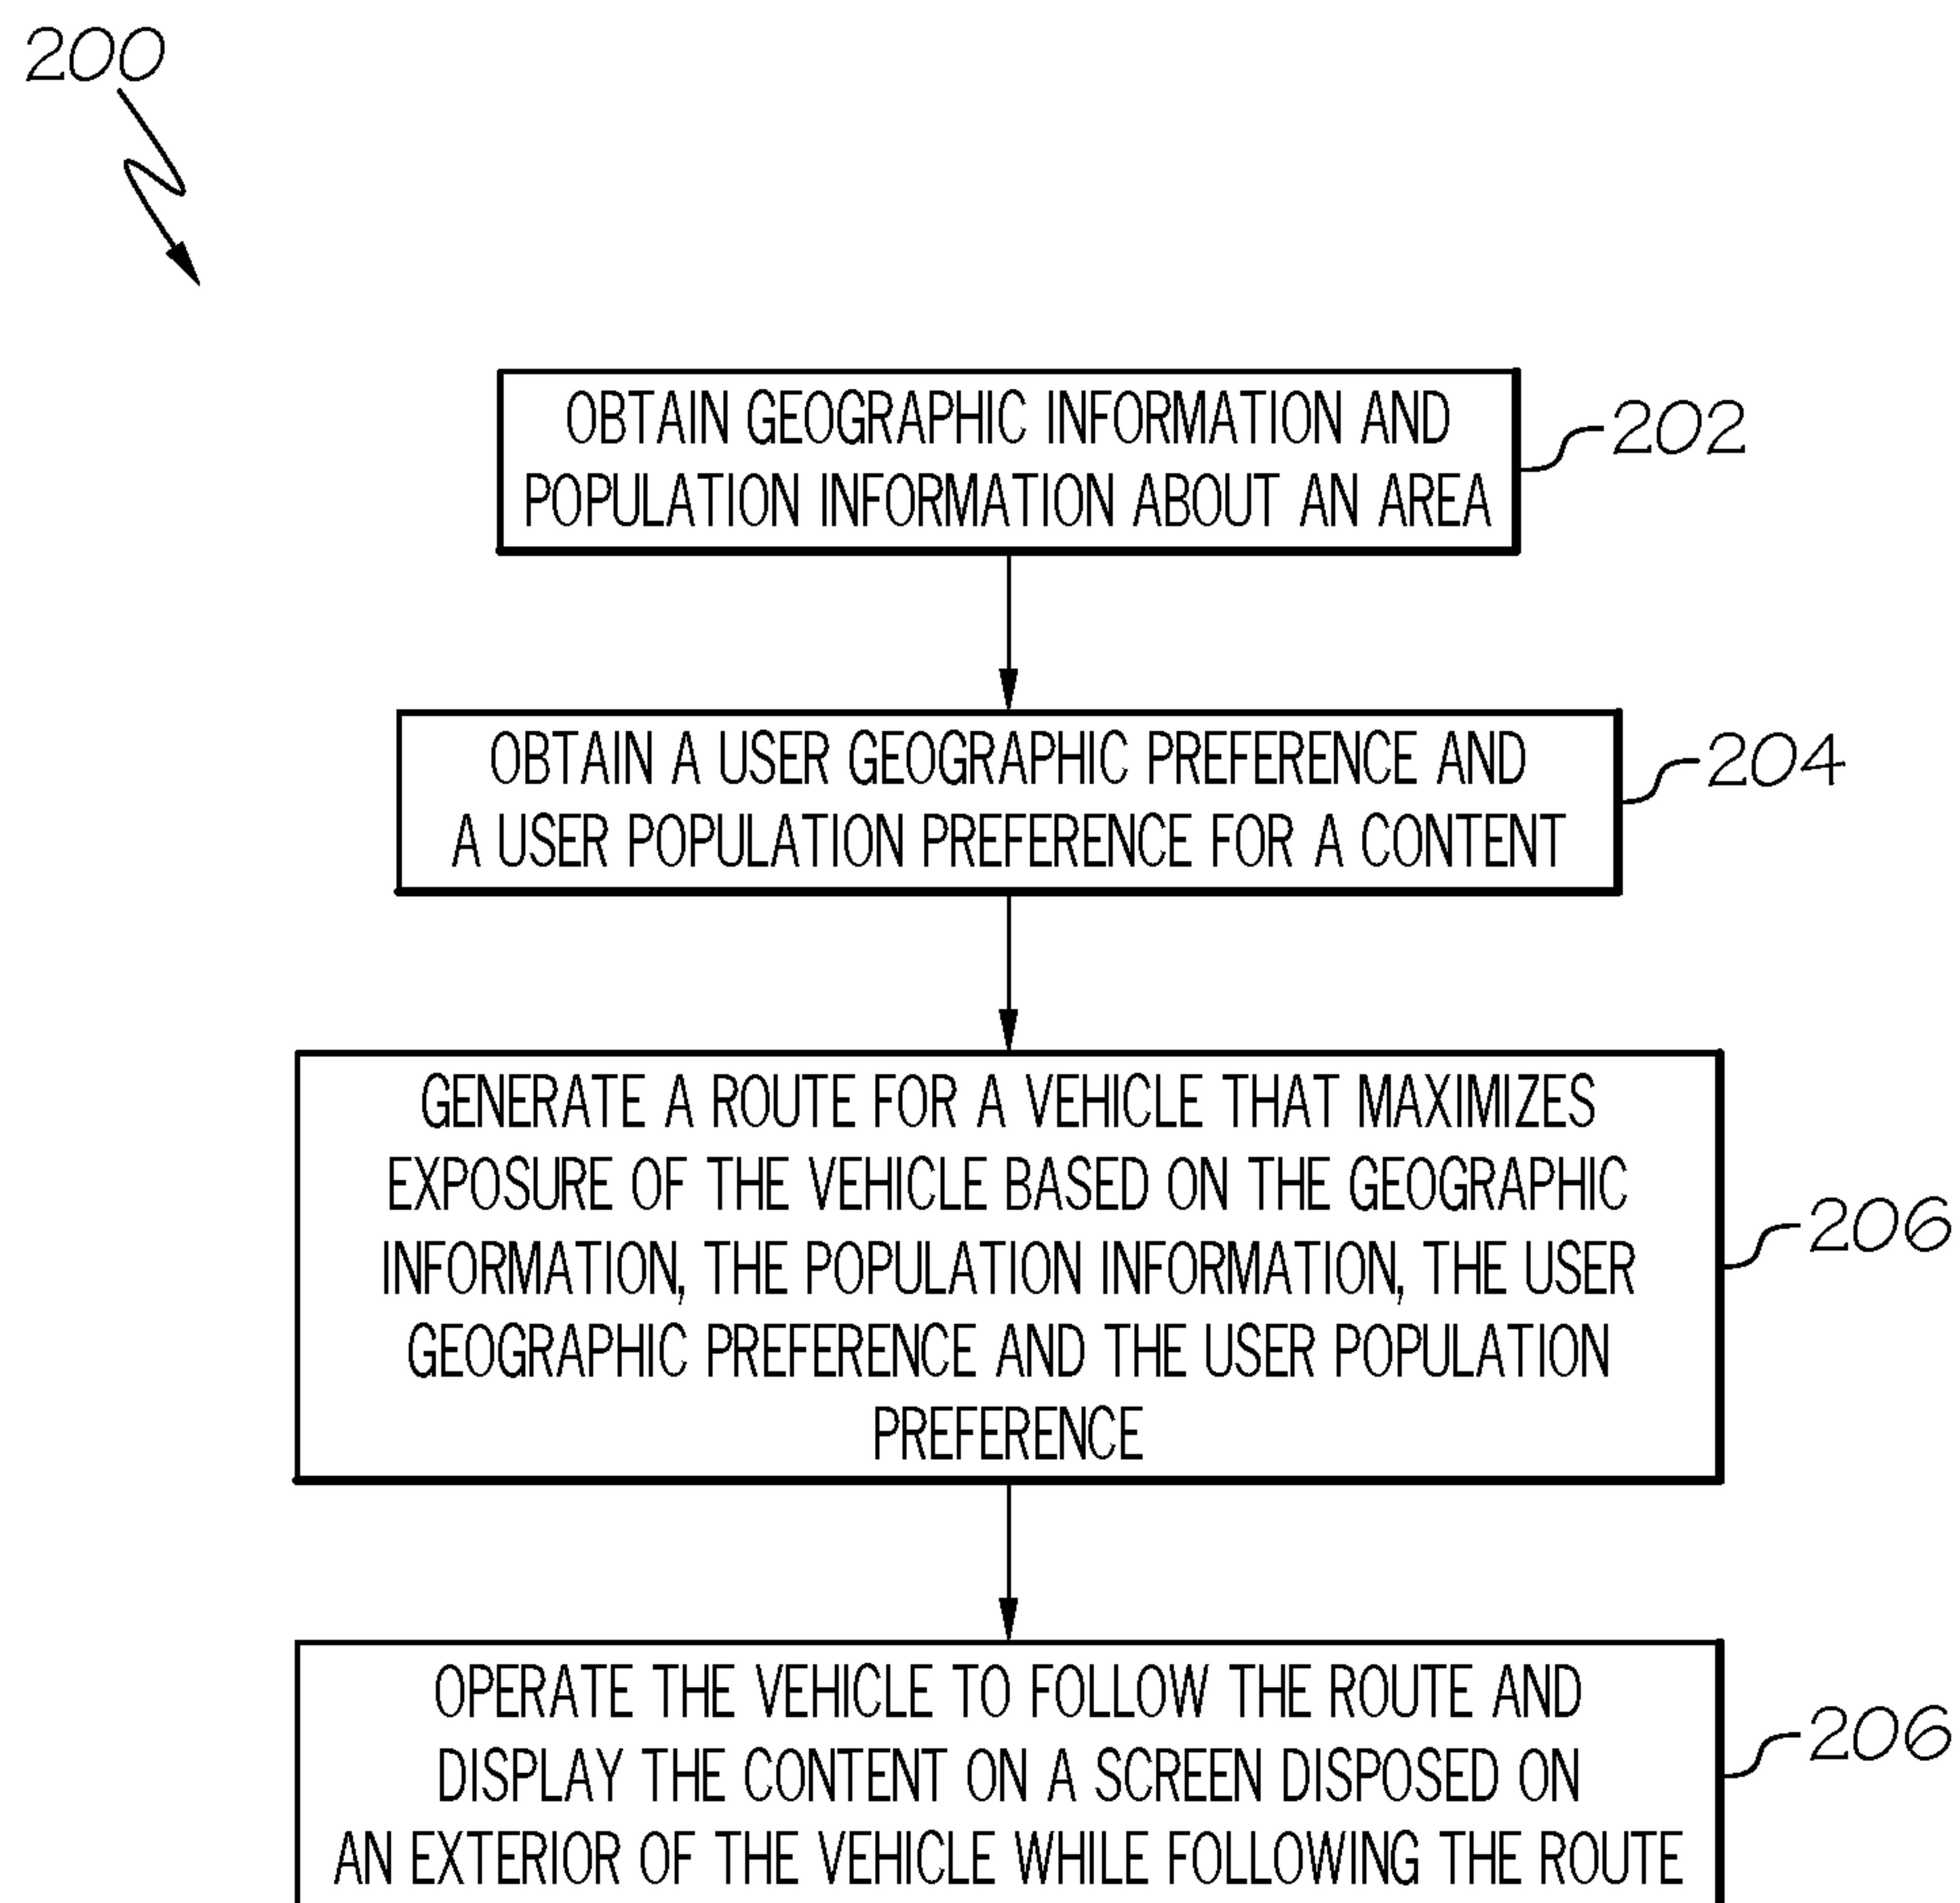 200
OBTAIN GEOGRAPHIC INFORMATION AND
POPULATION INFORMATION ABOUT AN AREA
202
OBTAIN A USER GEOGRAPHIC PREFERENCE AND
A USER POPULATION PREFERENCE FOR A CONTENT
204
GENERATE A ROUTE FOR A VEHICLE THAT MAXIMIZES
EXPOSURE OF THE VEHICLE BASED ON THE GEOGRAPHIC
INFORMATION, THE POPULATION INFORMATION, THE USER
GEOGRAPHIC PREFERENCE AND THE USER POPULATION
PREFERENCE
206
OPERATE THE VEHICLE TO FOLLOW THE ROUTE AND
DISPLAY THE CONTENT ON A SCREEN DISPOSED ON
AN EXTERIOR OF THE VEHICLE WHILE FOLLOWING THE ROUTE
206